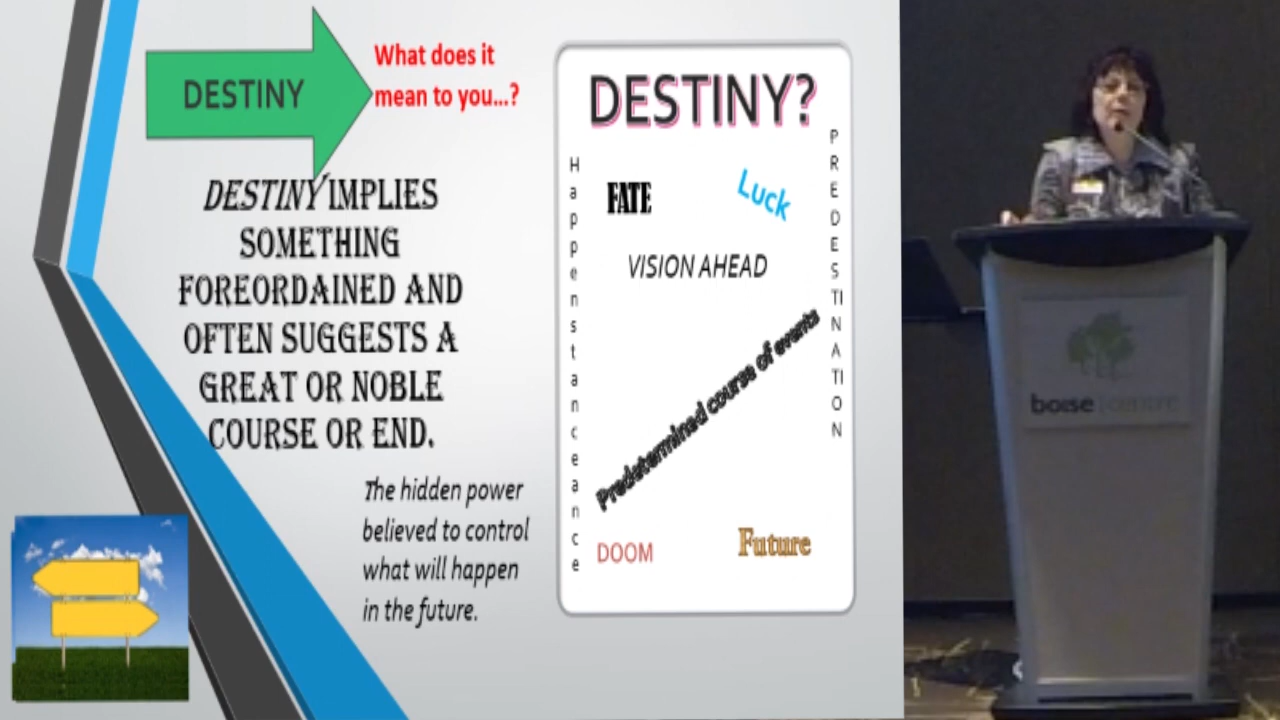 DESTINY
What does it
mean to you...?
DESTINY IMPLIES
SOMETHING
FOREORDAINED AND
OFTEN SUGGESTS A
GREAT OR NOBLE
COURSE OR END.
The hidden power
believed to control
what will happen
in the future.
DESTINY?
Happenstanceance
FATE
Luck
VISION AHEAD
PREDESTINATION
Predetermined course of events
DOOM
Future
boise centre